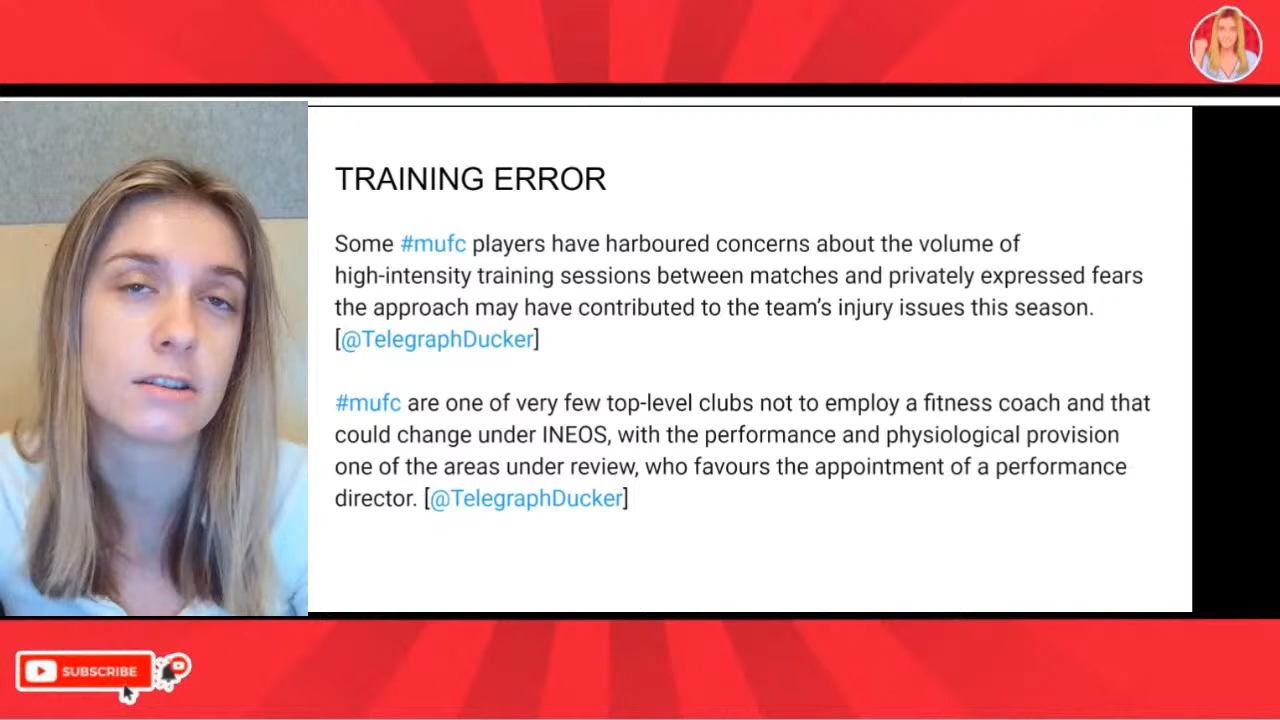 TRAINING ERROR
Some #mufc players have harboured concerns about the volume of
high-intensity training sessions between matches and privately expressed fears
the approach may have contributed to the team’s injury issues this season.
[@TelegraphDucker]
#mufc are one of very few top-level clubs not to employ a fitness coach and that
could change under INEOS, with the performance and physiological provision
one of the areas under review, who favours the appointment of a performance
director. [@TelegraphDucker]
SUBSCRIBE